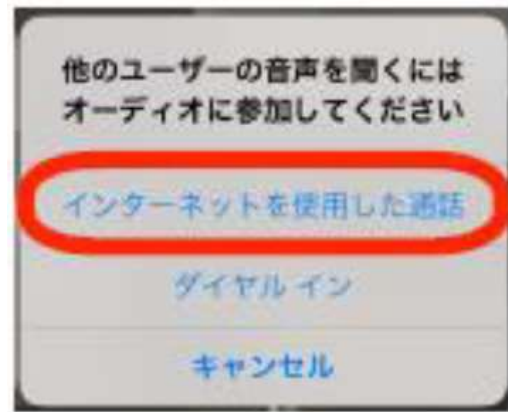 他のユーザーの音声を聞くには
オーディオに参加してください
インターネットを使用した通話
ダイヤル イン
キャンセル